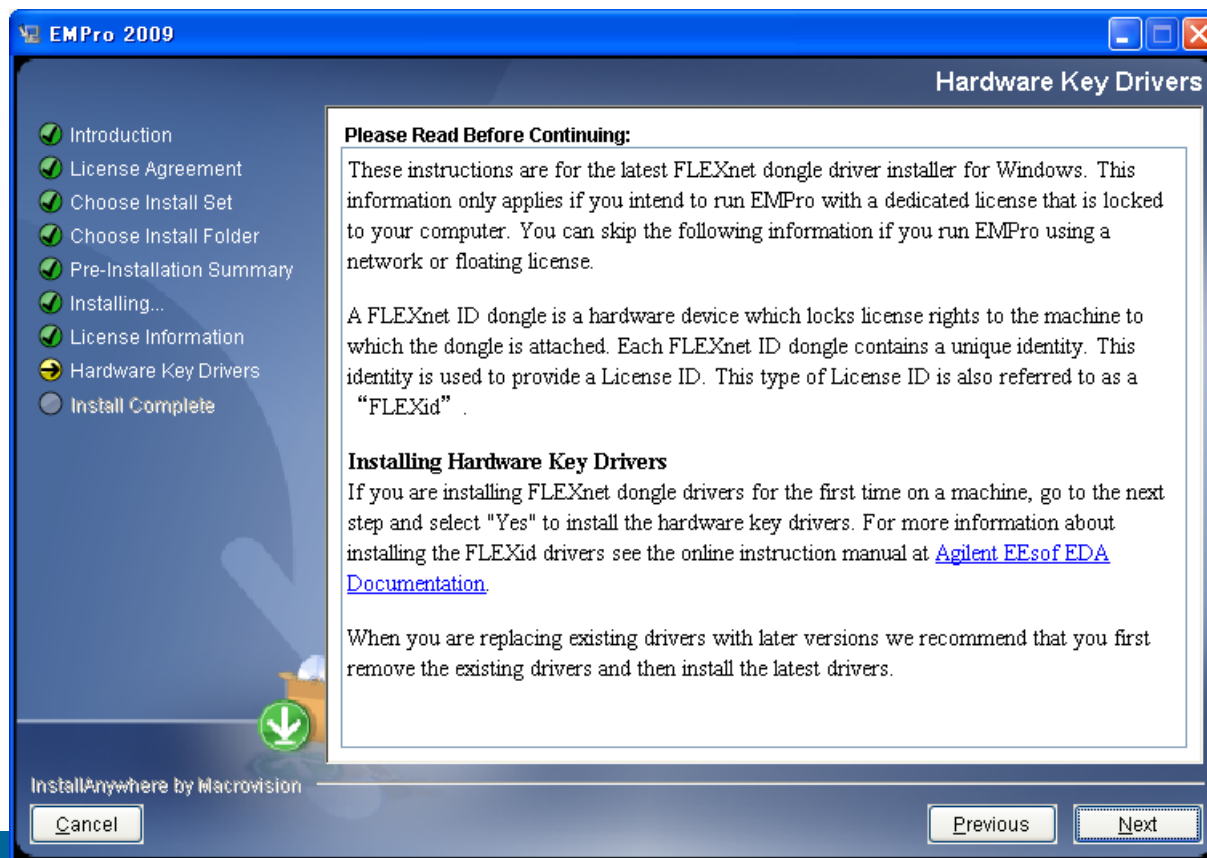 EMPro 2009
Hardware Key Drivers
Introduction
License Agreement
Choose Install Set
Choose Install Folder
Pre-Installation Summary
Installing...
License Information
Hardware Key Drivers
Install Complete
Please Read Before Continuing:
These instructions are for the latest FLEXnet dongle driver installer for Windows. This
information only applies if you intend to run EMPro with a dedicated license that is locked
to your computer. You can skip the following information if you run EMPro using a
network or floating license.
A FLEXnet ID dongle is a hardware device which locks license rights to the machine to
which the dongle is attached. Each FLEXnet ID dongle contains a unique identity. This
identity is used to provide a License ID. This type of License ID is also referred to as a
“FLEXid”.
Installing Hardware Key Drivers
If you are installing FLEXnet dongle drivers for the first time on a machine, go to the next
step and select "Yes" to install the hardware key drivers. For more information about
installing the FLEXid drivers see the online instruction manual at Agilent EEsof EDA
Documentation.
When you are replacing existing drivers with later versions we recommend that you first
remove the existing drivers and then install the latest drivers.
InstallAnywhere by Macrovision
Cancel
Previous
Next